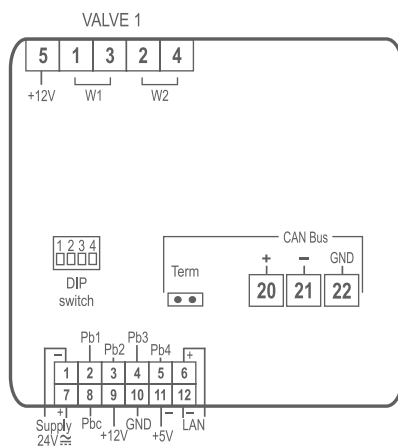 VALVE 1
5 1 3 2 4
+12V W1 W2
1 2 3 4
DIP
switch
CAN Bus
Term
+ − GND
20 21 22
Pb1 Pb3
Pb2 Pb4
− +
1 2 3 4 5 6
7 8 9 10 11 12
+ − −
Supply Pbc GND LAN
24V +12V +5V